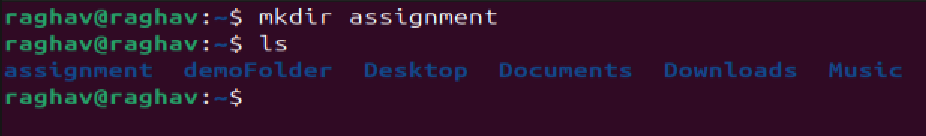 raghav@raghav:~$ mkdir assignment
raghav@raghav:~$ ls
assignment  demoFolder  Desktop  Documents  Downloads  Music
raghav@raghav:~$